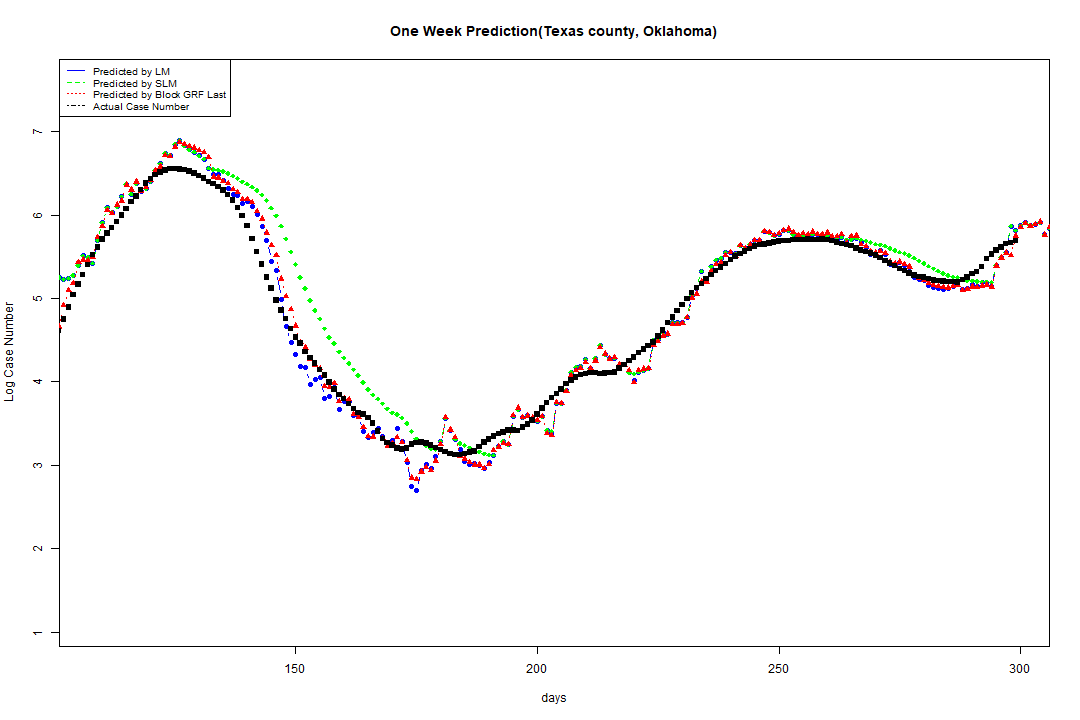 One Week Prediction(Texas county, Oklahoma)
Predicted by LM
Predicted by SLM
Predicted by Block GRF Last
Actual Case Number
7
6
5
4
3
2
1
Log Case Number
150
200
250
300
days